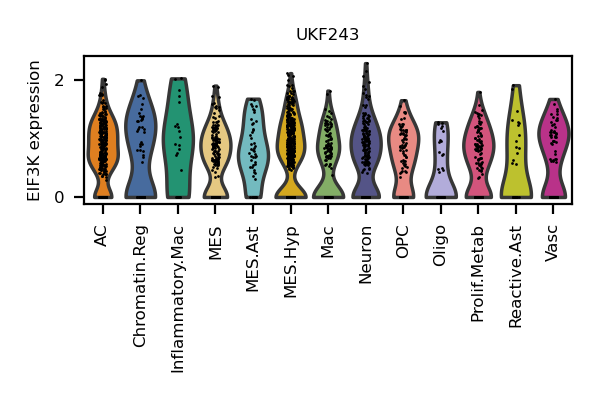 UKF243
EIF3K expression
2
0
AC
Chromatin.Reg
Inflammatory.Mac
MES
MES.Ast
MES.Hyp
Mac
Neuron
OPC
Oligo
Prolif.Metab
Reactive.Ast
Vasc